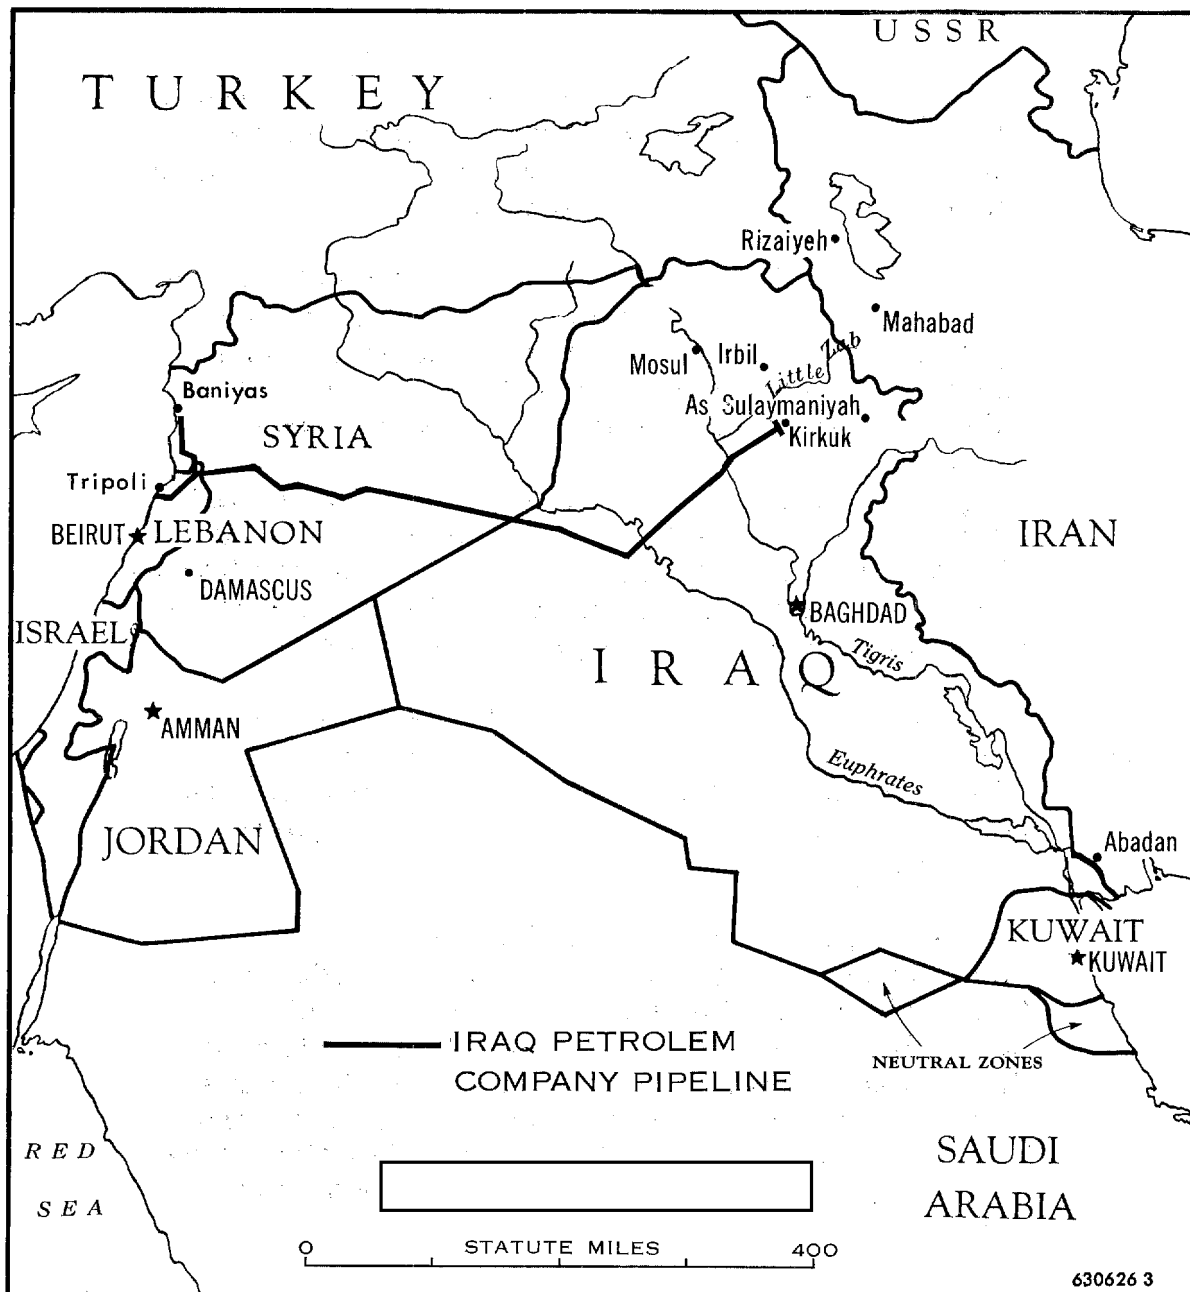 USSR
TURKEY
Rizaiyeh
Mahabad
Little Zab
Mosul
Irbil
As Sulaymaniyah
Kirkuk
Baniyas
SYRIA
Tripoli
BEIRUT
LEBANON
IRAN
DAMASCUS
BAGHDAD
ISRAEL
IRAQ
Tigris
AMMAN
Euphrates
JORDAN
Abadan
KUWAIT
KUWAIT
IRAQ PETROLEM
COMPANY PIPELINE
NEUTRAL ZONES
RED
SEA
SAUDI
ARABIA
0 STATUTE MILES 400
630626 3